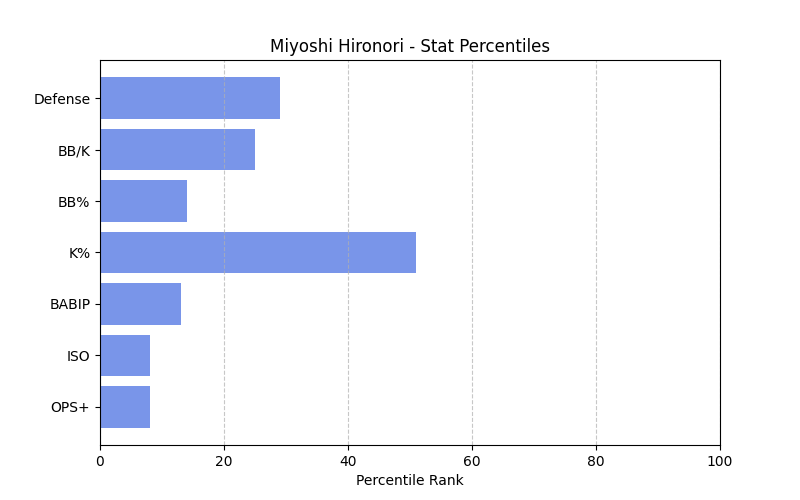 Miyoshi Hironori - Stat Percentiles
Defense
BB/K
BB%
K%
BABIP
ISO
OPS+
0 20 40 60 80 100
Percentile Rank